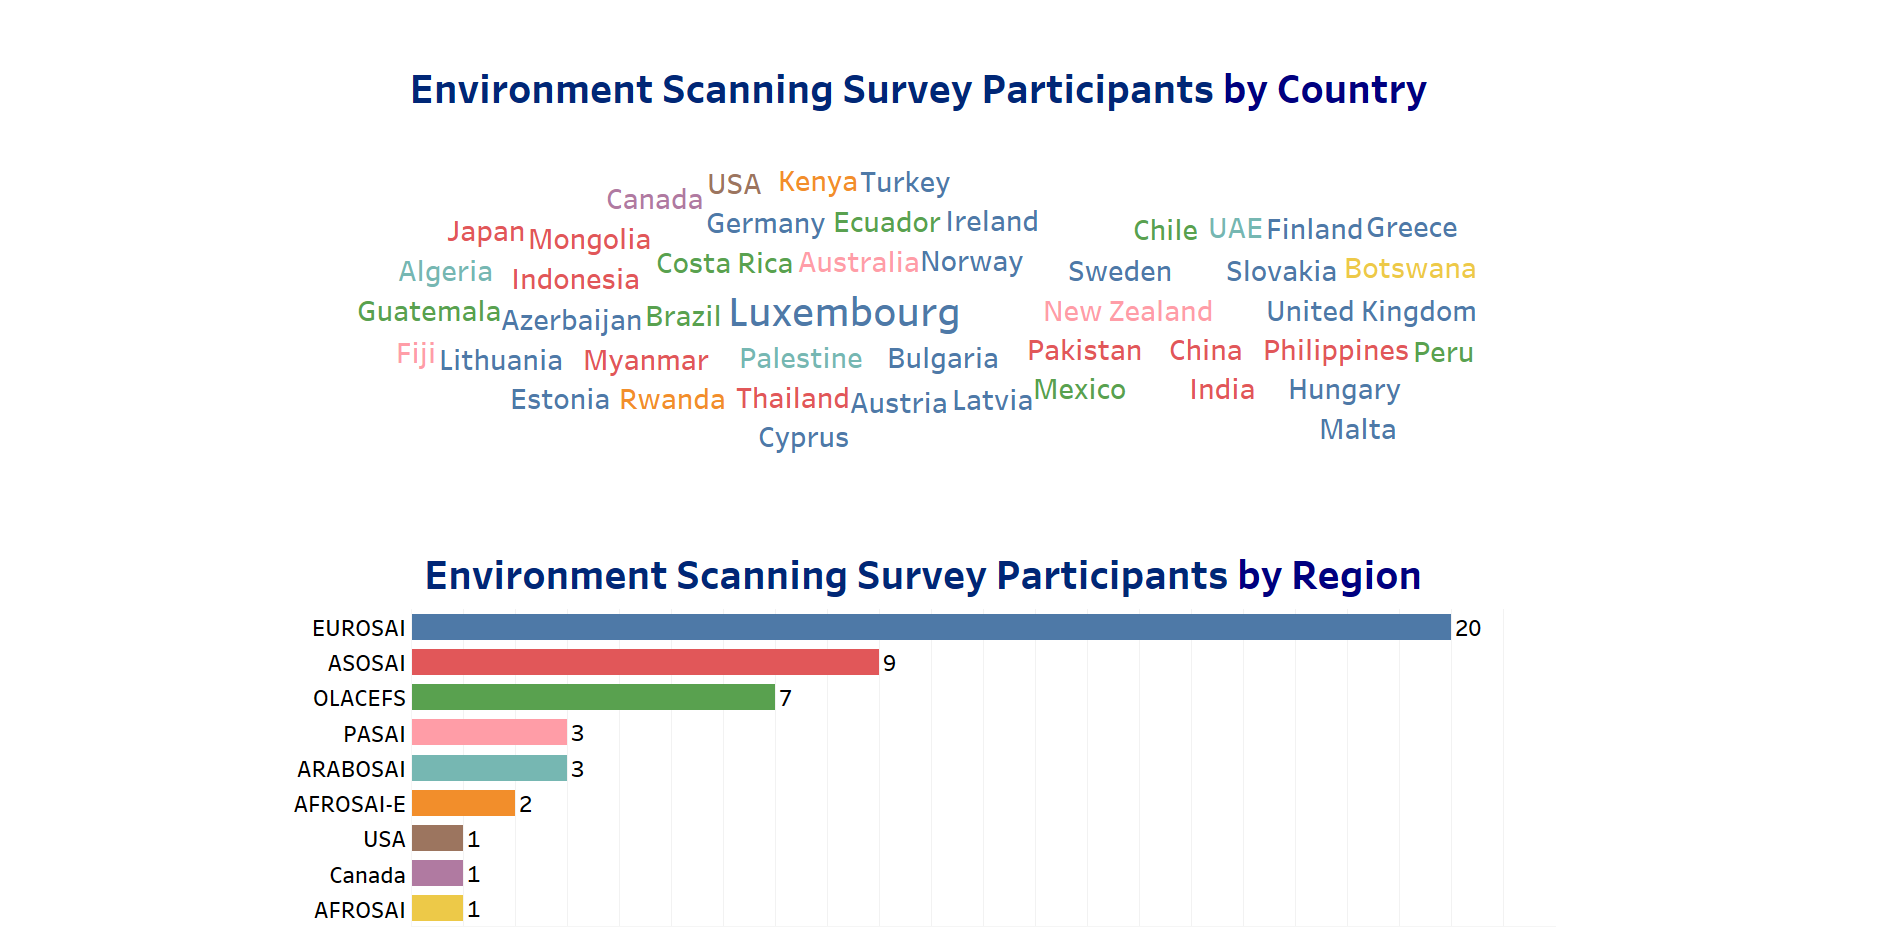 Environment Scanning Survey Participants by Country
USA Kenya Turkey
Canada
Germany Ecuador Ireland
Chile UAE Finland Greece
Japan Mongolia
Costa Rica Australia Norway
Algeria Indonesia
Sweden Slovakia Botswana
Guatemala Azerbaijan Brazil Luxembourg New Zealand United Kingdom
Fiji Lithuania Myanmar Palestine Bulgaria Pakistan China Philippines Peru
Estonia Rwanda Thailand Austria Latvia Mexico India Hungary
Cyprus Malta
Environment Scanning Survey Participants by Region
EUROSAI 20
ASOSAI 9
OLACEFS 7
PASAI 3
ARABOSAI 3
AFROSAI-E 2
USA 1
Canada 1
AFROSAI 1